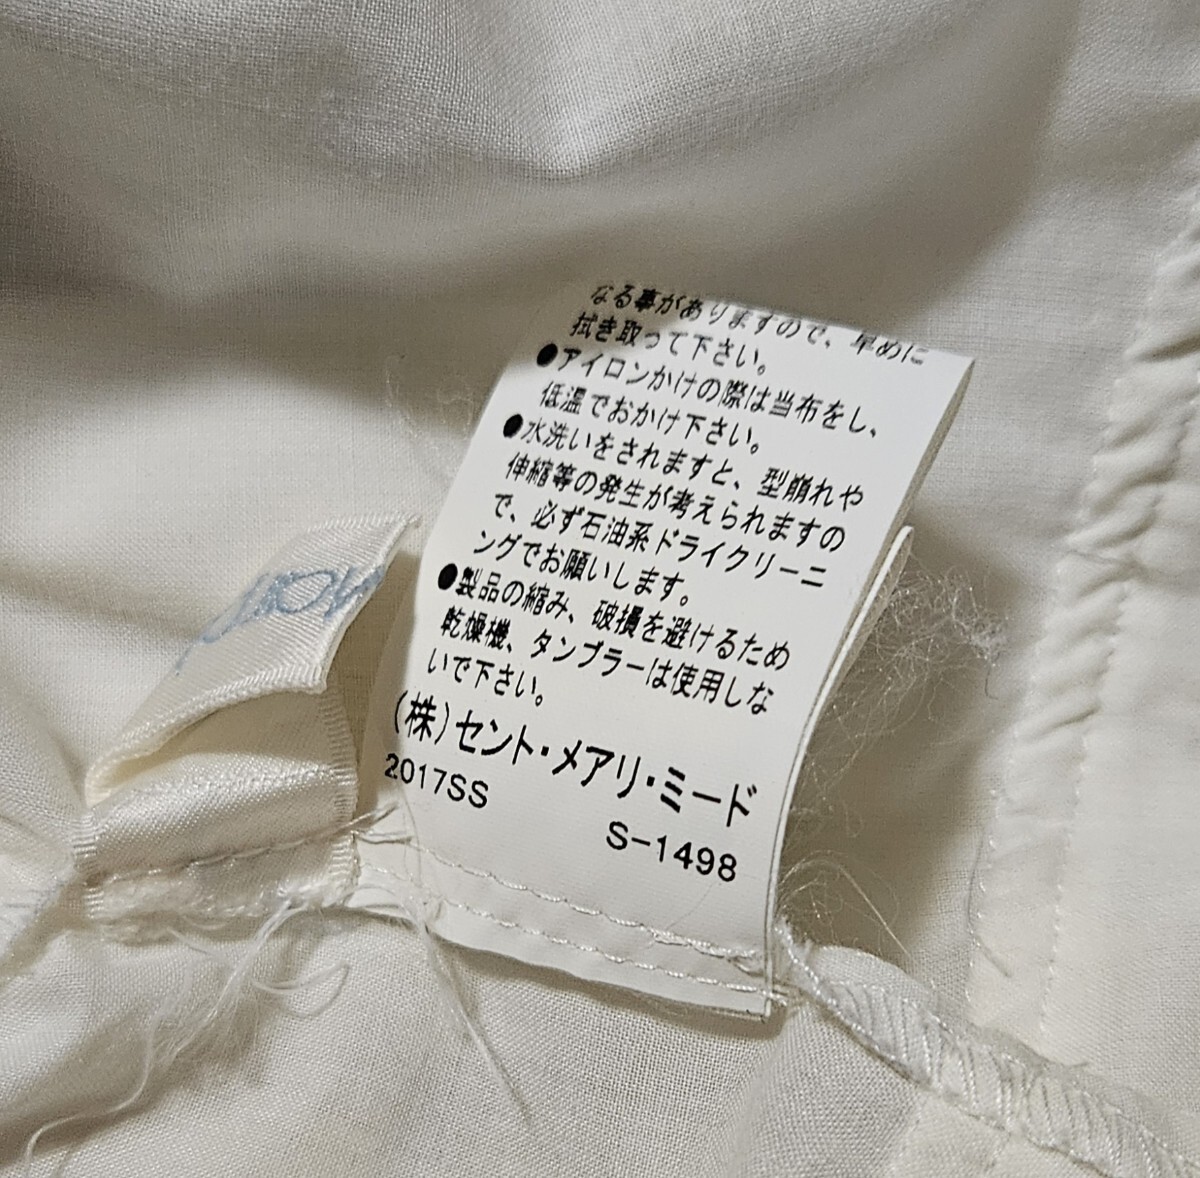 なる事がありますので、早めに
拭き取って下さい。
●アイロンかけの際は当布をし、
低温でおかけ下さい。
●水洗いをされますと、型崩れや
伸縮等の発生が考えられますの
で、必ず石油系ドライクリーニ
ングでお願いします。
●製品の縮み、破損を避けるため
乾燥機、タンブラーは使用しな
いで下さい。
(株)セント・メアリ・ミード
2017SS
S-1498